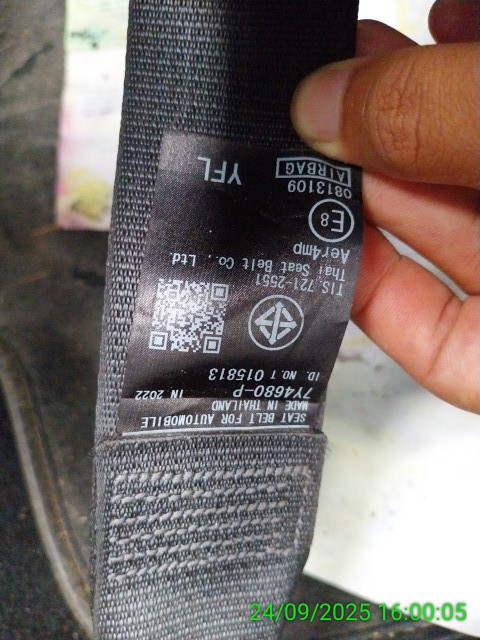 SEAT BELT FOR AUTOMOBILE
MADE IN THAILAND
7Y4680-P IN 2022
ID. NO. T 015813
TIS. 721-2551
Thai Seat Belt Co., Ltd.
Aer4mp
E8
0813109
AIRBAG
YFL
24/09/2025 16:00:05